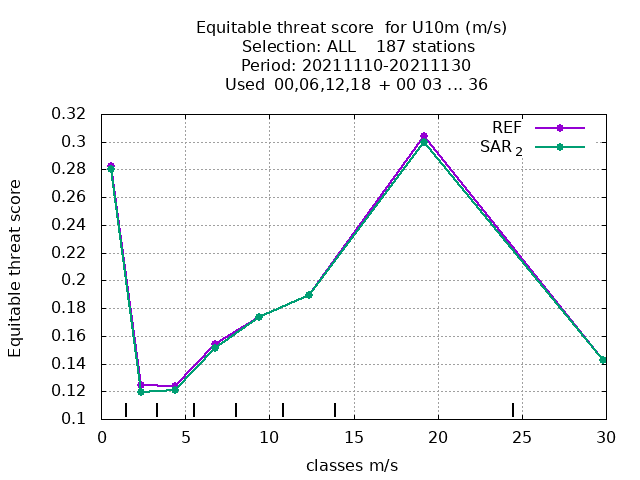 Equitable threat score  for U10m (m/s)
Selection: ALL    187 stations
Period: 20211110-20211130
Used  00,06,12,18  + 00 03 ... 36
REF
SAR 2
0.32
0.3
0.28
0.26
0.24
0.22
0.2
0.18
0.16
0.14
0.12
0.1
Equitable threat score
0 5 10 15 20 25 30
classes m/s